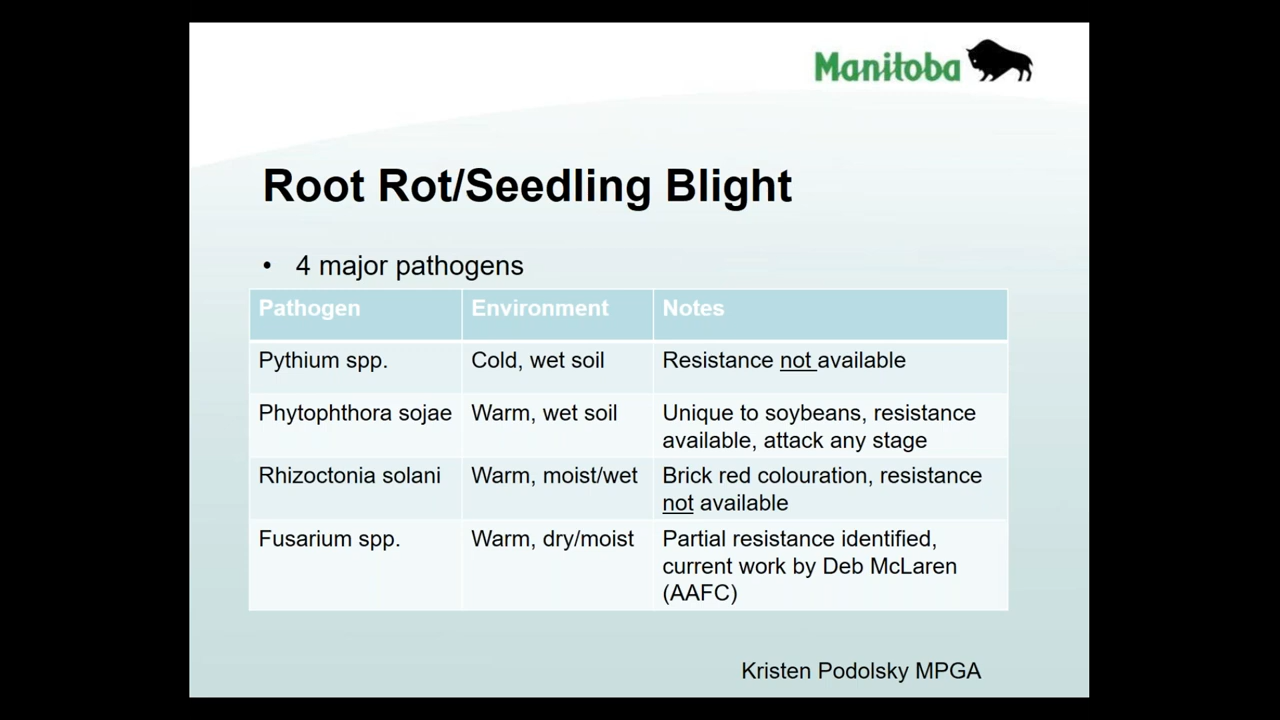 Manitoba
Root Rot/Seedling Blight
• 4 major pathogens
Pathogen Environment Notes
Pythium spp. Cold, wet soil Resistance not available
Phytophthora sojae Warm, wet soil Unique to soybeans, resistance
available, attack any stage
Rhizoctonia solani Warm, moist/wet Brick red colouration, resistance
not available
Fusarium spp. Warm, dry/moist Partial resistance identified,
current work by Deb McLaren
(AAFC)
Kristen Podolsky MPGA